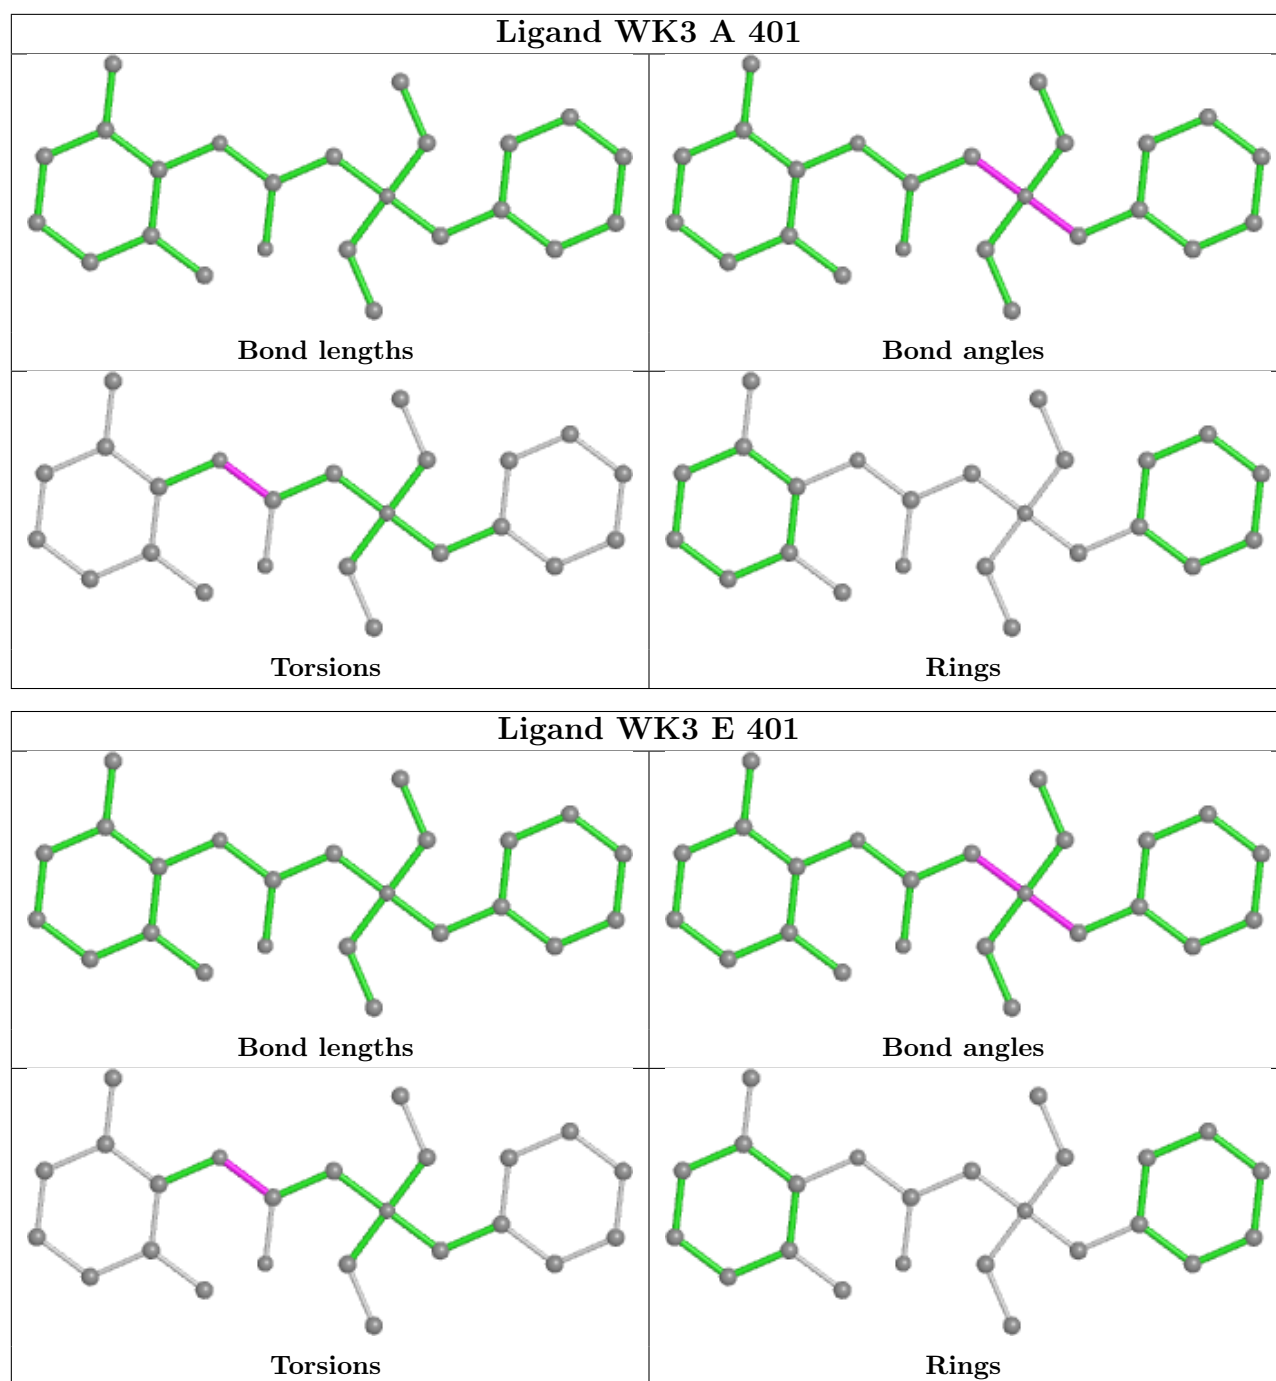 Ligand WK3 A 401
Bond lengths
Bond angles
Torsions
Rings
Ligand WK3 E 401
Bond lengths
Bond angles
Torsions
Rings